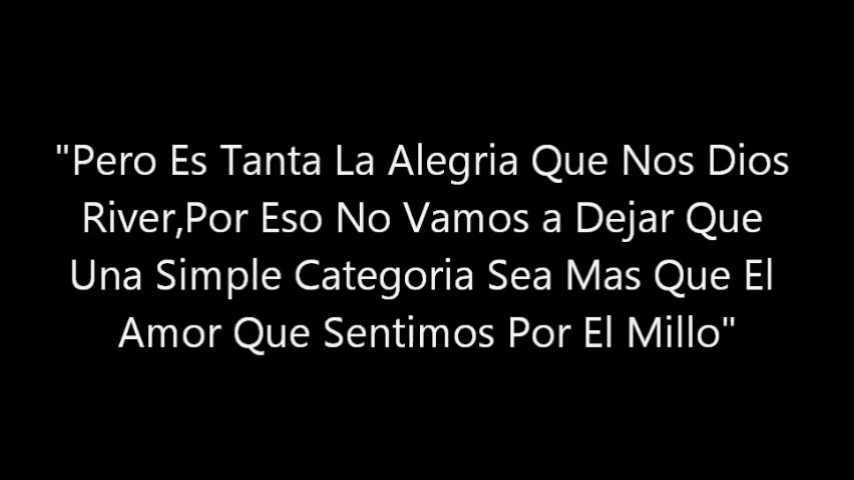 "Pero Es Tanta La Alegria Que Nos Dios
River,Por Eso No Vamos a Dejar Que
Una Simple Categoria Sea Mas Que El
Amor Que Sentimos Por El Millo"